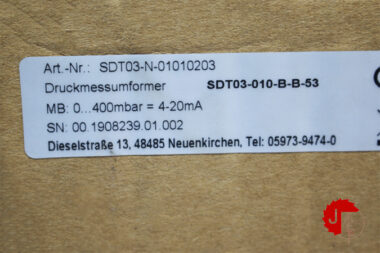 Art.-Nr.: SDT03-N-01010203
Druckmessumformer SDT03-010-B-B-53
MB: 0...400mbar = 4-20mA
SN: 00.1908239.01.002
Dieselstraße 13, 48485 Neuenkirchen, Tel: 05973-9474-0